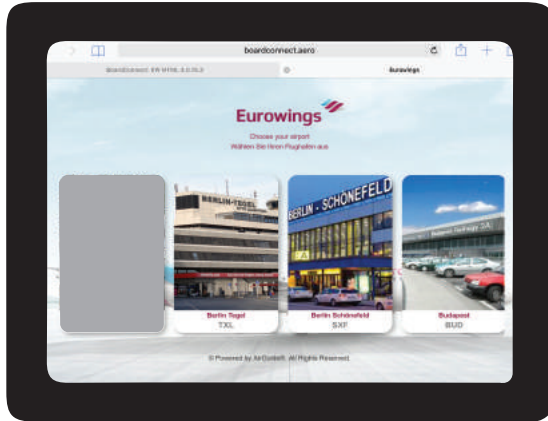 boardconnect.aero
Eurowings
Eurowings
Choose your airport
Wählen Sie Ihren Flughafen aus
BERLIN-TEGEL
BERLIN - SCHÖNEFELD
Berlin Tegel
TXL
Berlin Schönefeld
SXF
Budapest
BUD
© Powered by AirGuide®. All Rights Reserved.